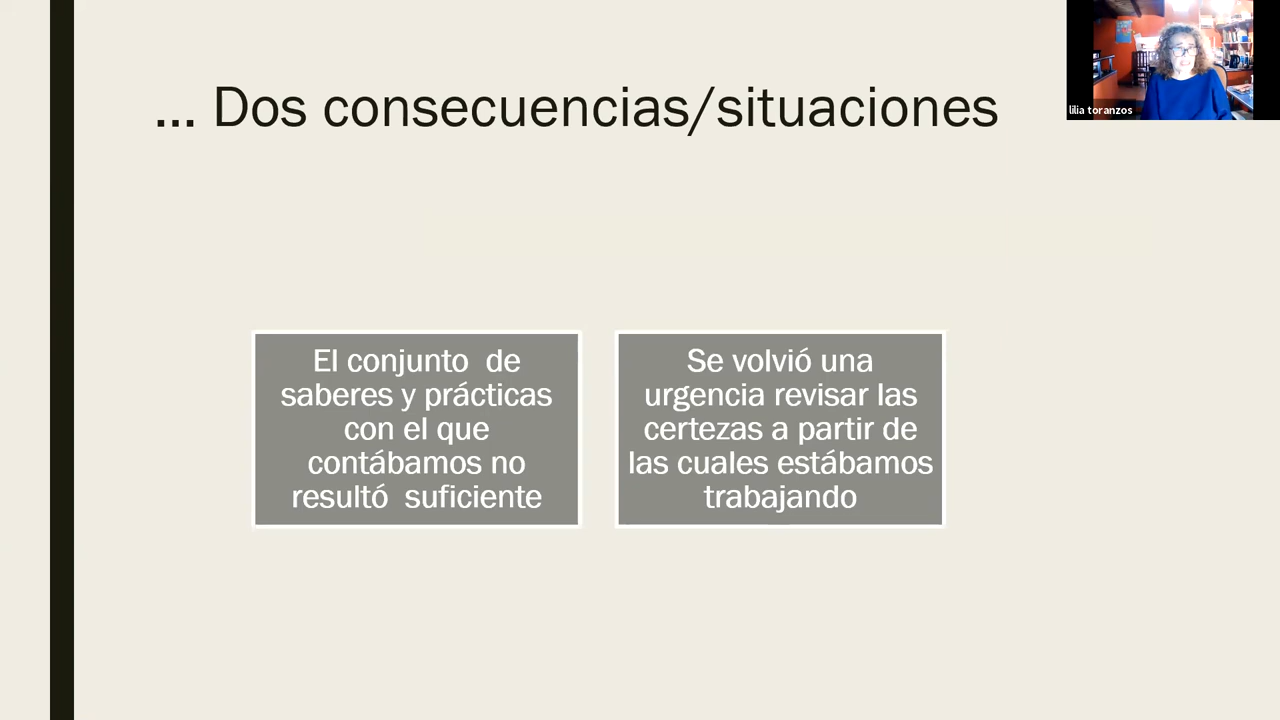 ... Dos consecuencias/situaciones
lilia toranzos
El conjunto de
saberes y prácticas
con el que
contábamos no
resultó suficiente
Se volvió una
urgencia revisar las
certezas a partir de
las cuales estábamos
trabajando